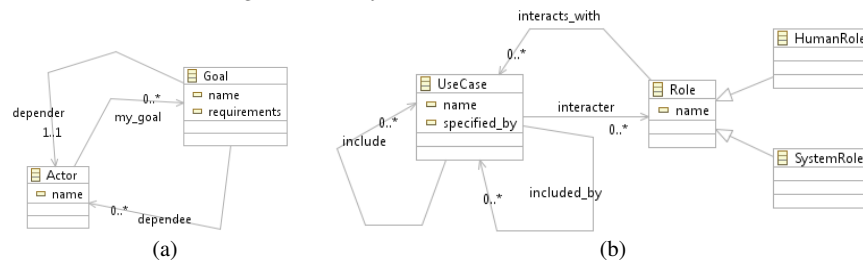 interacts_with
HumanRole
Goal
name
requirements
depender
0..*
my_goal
1..1
Actor
name
0..*
dependee
(a)
0..*
UseCase
name
specified_by
0..*
include
interacter
0..*
Role
name
SystemRole
0..*
included_by
(b)